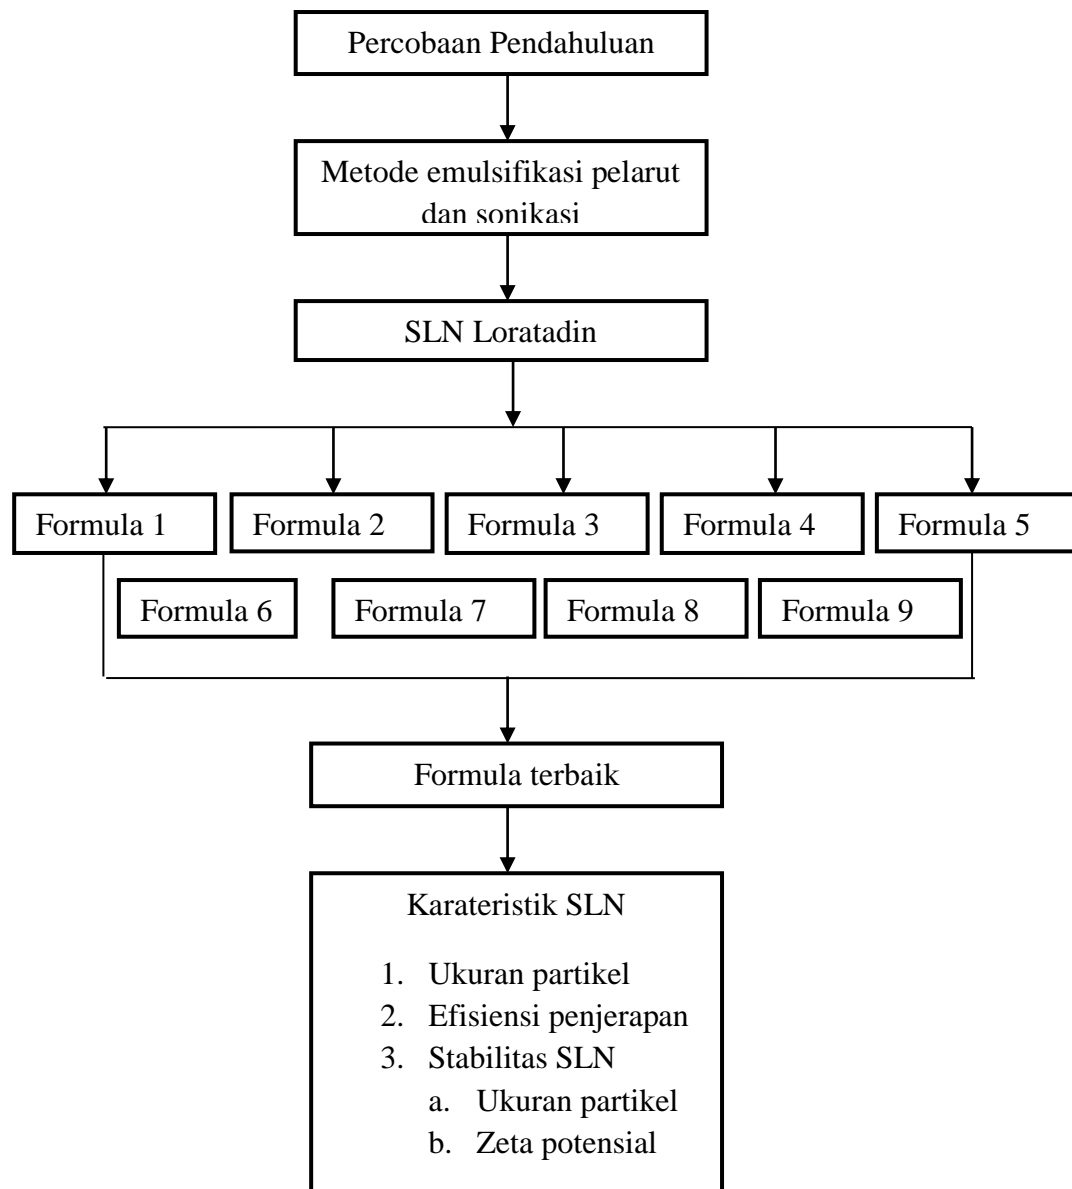 Percobaan Pendahuluan
Metode emulsifikasi pelarut
dan sonikasi
SLN Loratadin
Formula 1
Formula 2
Formula 3
Formula 4
Formula 5
Formula 6
Formula 7
Formula 8
Formula 9
Formula terbaik
Karateristik SLN
1. Ukuran partikel
2. Efisiensi penjerapan
3. Stabilitas SLN
a. Ukuran partikel
b. Zeta potensial